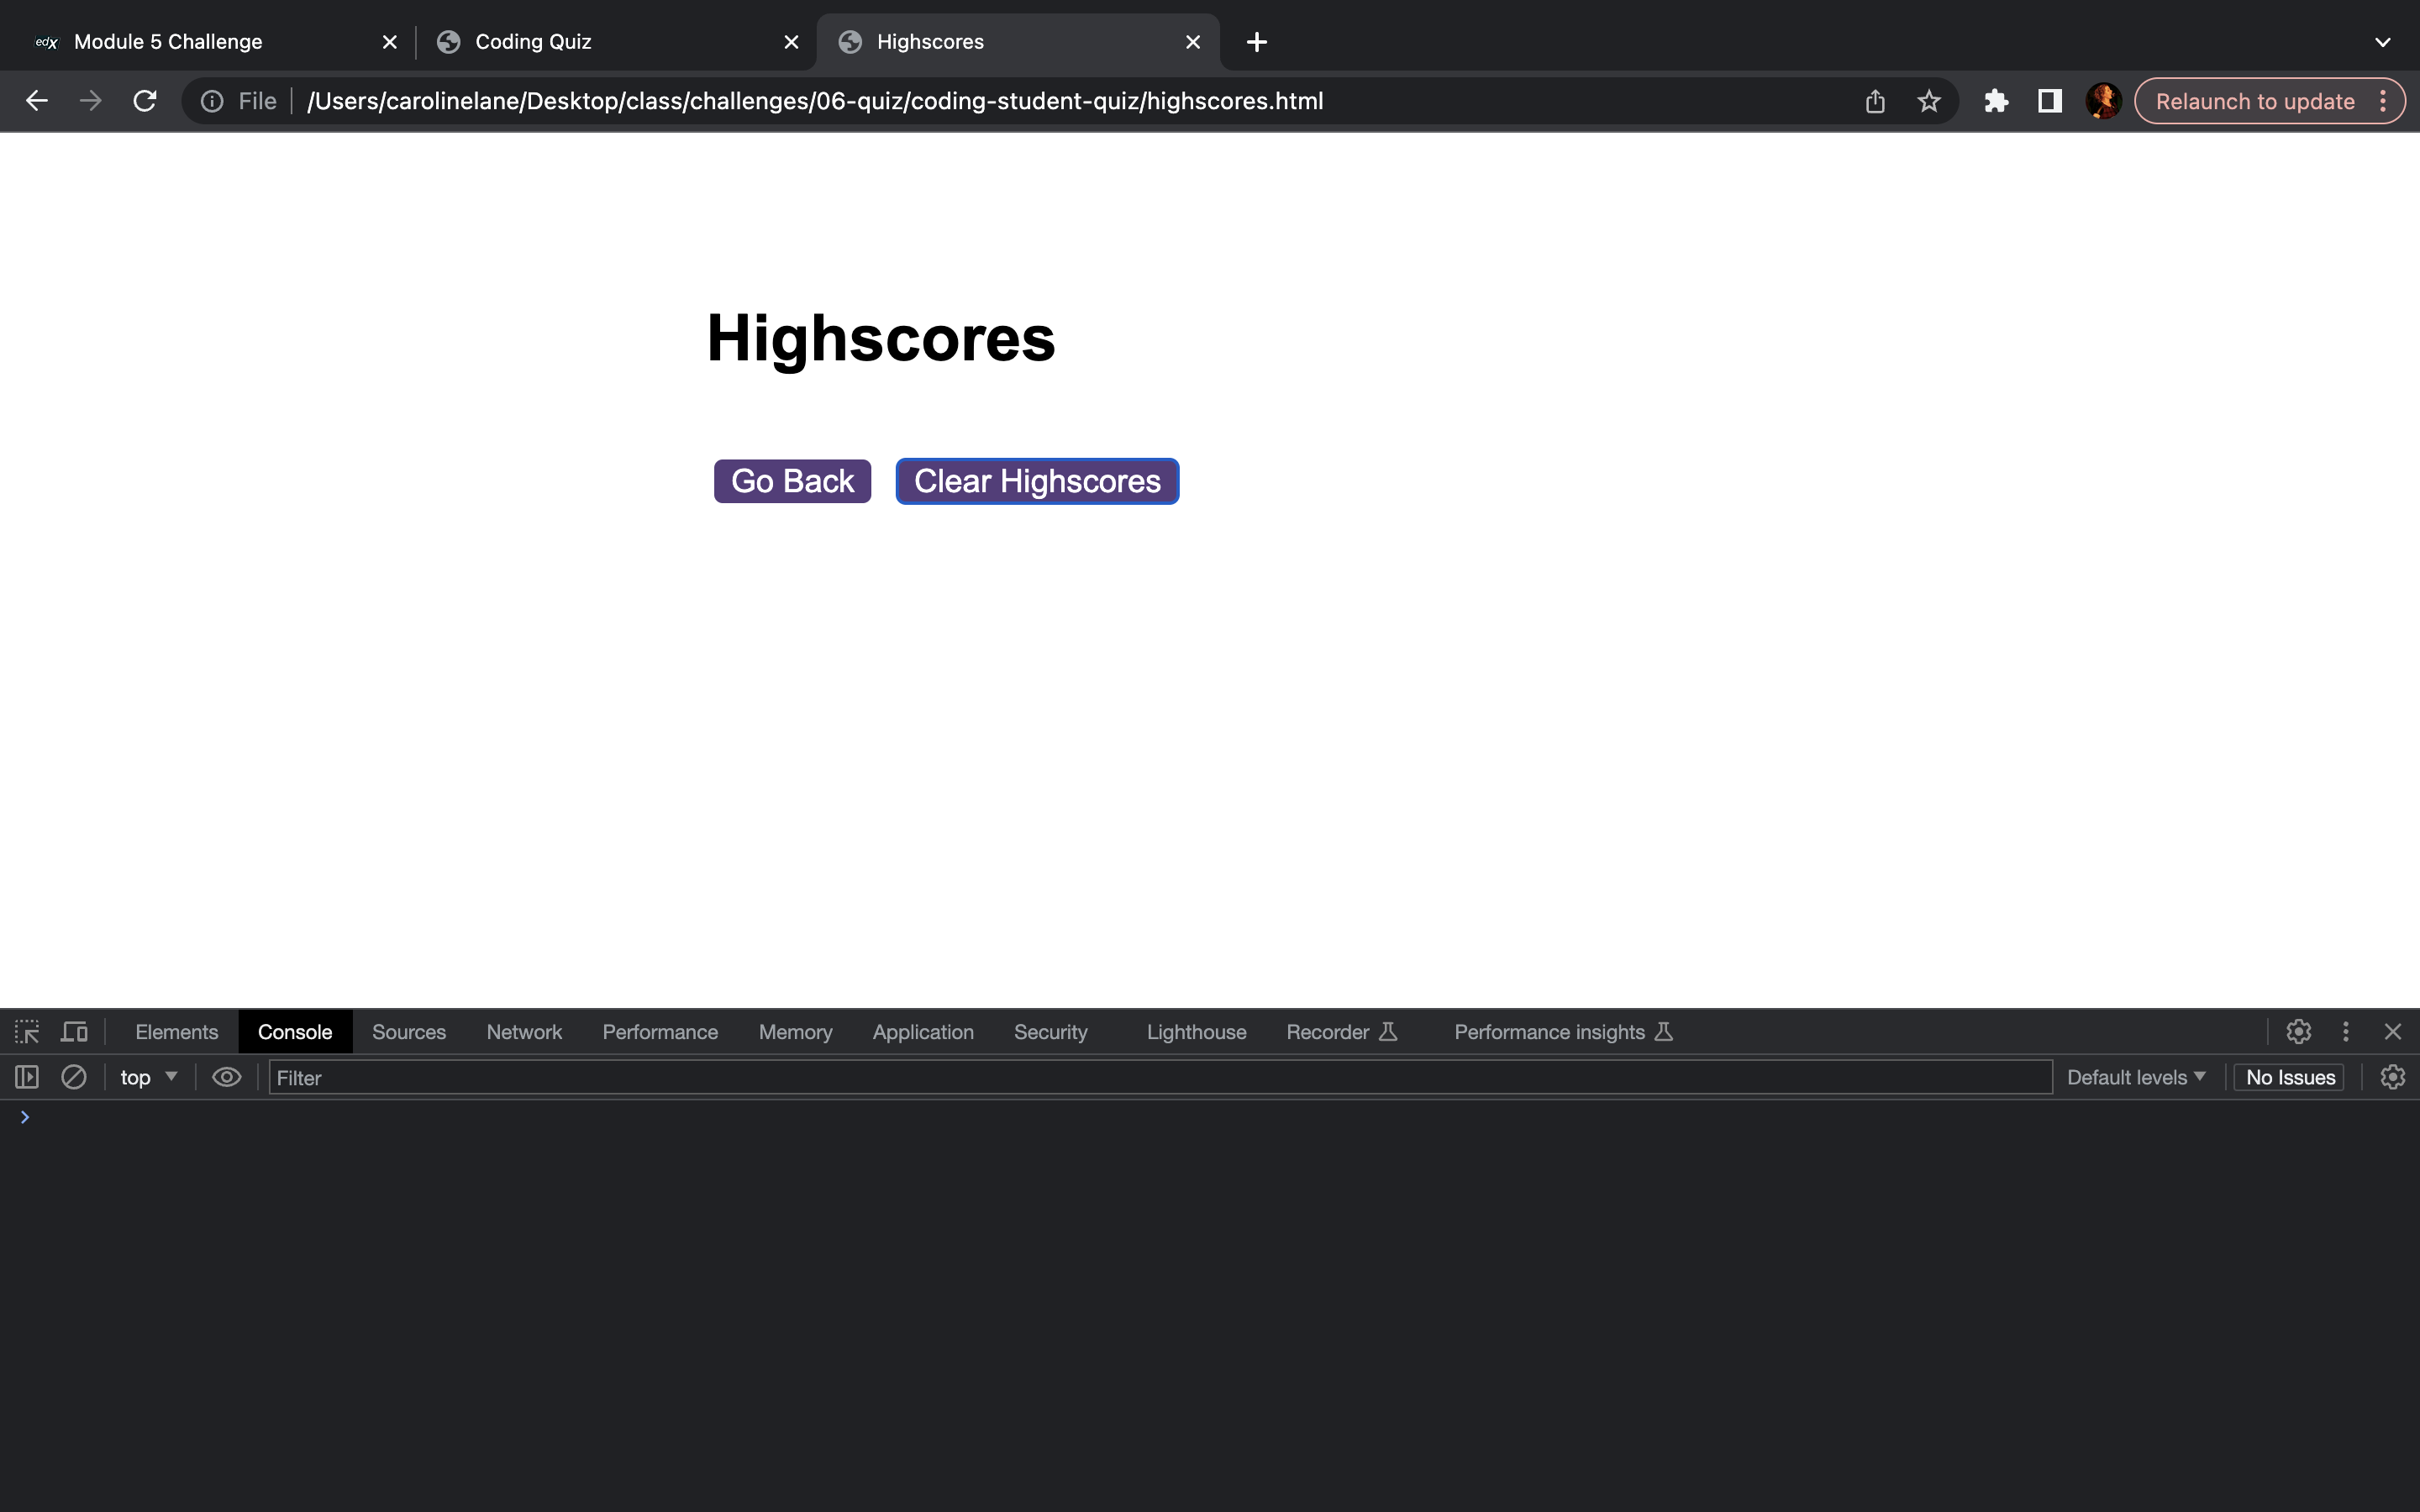 edX Module 5 Challenge Coding Quiz Highscores
File /Users/carolinelane/Desktop/class/challenges/06-quiz/coding-student-quiz/highscores.html Relaunch to update
Highscores
Go Back Clear Highscores
Elements Console Sources Network Performance Memory Application Security Lighthouse Recorder Performance insights
top Filter Default levels No Issues